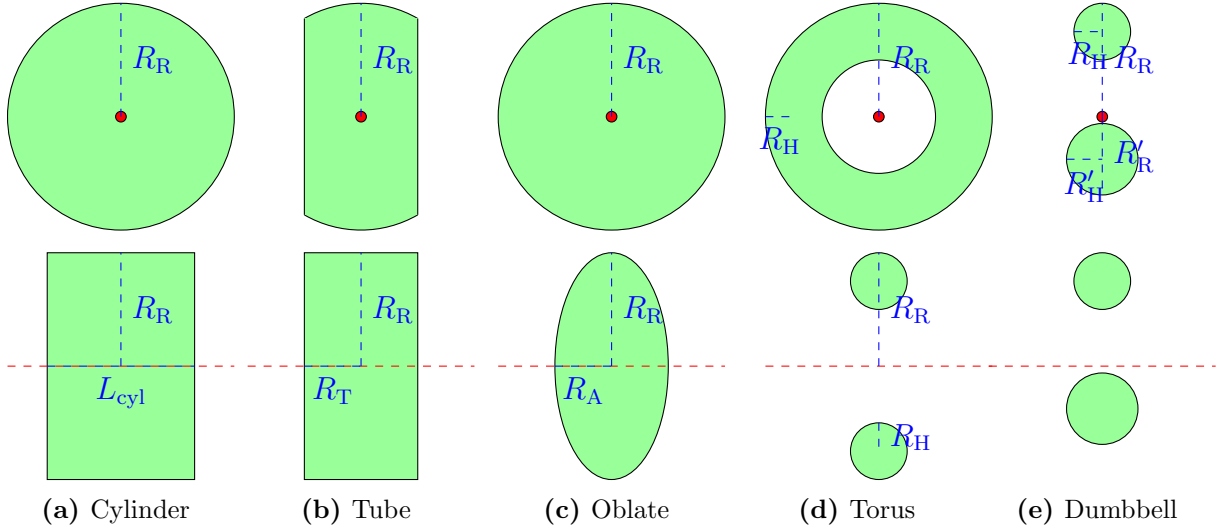 R_R R_R R_R R_R R_H R_R
R_H R'_R
R'_H
R_R R_R R_R R_R
L_cyl R_T R_A
R_H
(a) Cylinder (b) Tube (c) Oblate (d) Torus (e) Dumbbell